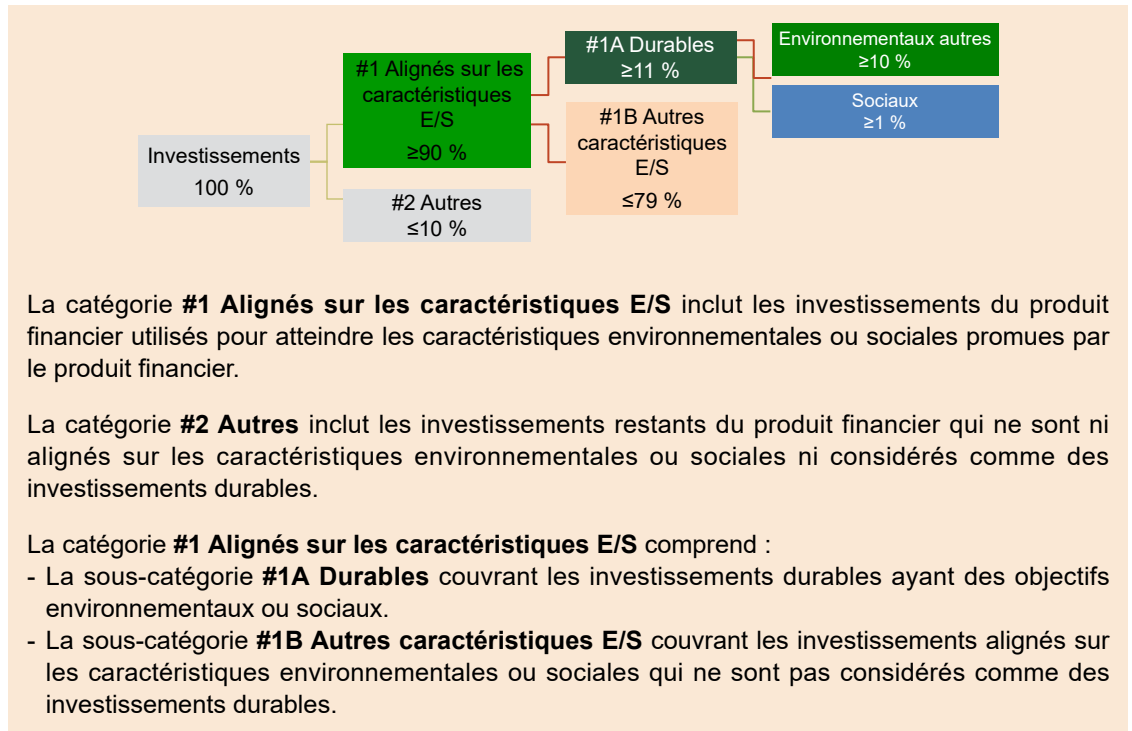 Investissements
100 %
#1 Alignés sur les
caractéristiques
E/S
≥90 %
#2 Autres
≤10 %
#1A Durables
≥11 %
#1B Autres
caractéristiques
E/S
≤79 %
Environnementaux autres
≥10 %
Sociaux
≥1 %
La catégorie #1 Alignés sur les caractéristiques E/S inclut les investissements du produit
financier utilisés pour atteindre les caractéristiques environnementales ou sociales promues par
le produit financier.
La catégorie #2 Autres inclut les investissements restants du produit financier qui ne sont ni
alignés sur les caractéristiques environnementales ou sociales ni considérés comme des
investissements durables.
La catégorie #1 Alignés sur les caractéristiques E/S comprend :
- La sous-catégorie #1A Durables couvrant les investissements durables ayant des objectifs
environnementaux ou sociaux.
- La sous-catégorie #1B Autres caractéristiques E/S couvrant les investissements alignés sur
les caractéristiques environnementales ou sociales qui ne sont pas considérés comme des
investissements durables.